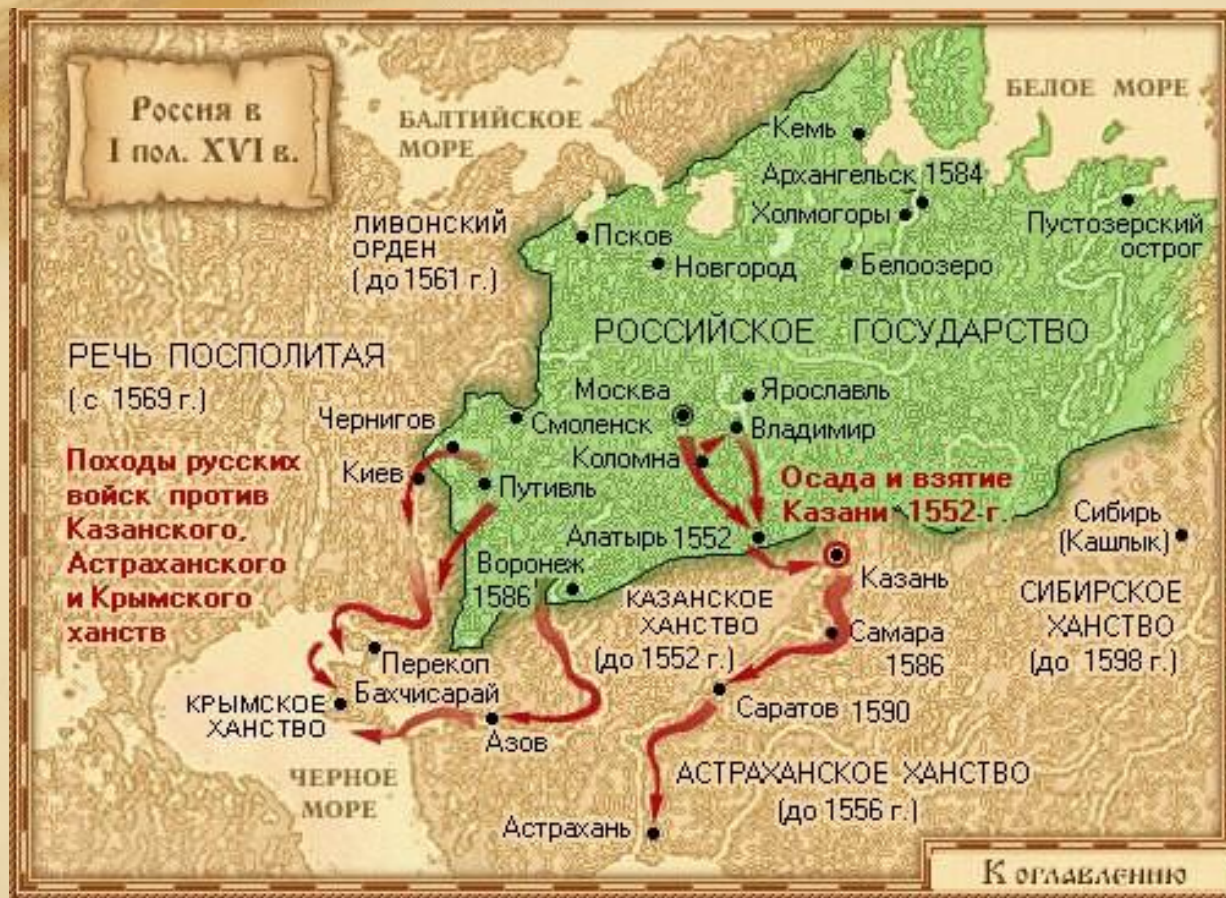 Россия в
I пол. XVI в.
БАЛТИЙСКОЕ
МОРЕ
БЕЛОЕ МОРЕ
Кемь
Архангельск 1584
Холмогоры
Пустозерский
острог
ЛИВОНСКИЙ
ОРДЕН
(до 1561 г.)
Псков
Новгород
Белоозеро
РОССИЙСКОЕ ГОСУДАРСТВО
РЕЧЬ ПОСПОЛИТАЯ
(с 1569 г.)
Москва
Ярославль
Чернигов
Смоленск
Владимир
Коломна
Киев
Путивль
Походы русских
войск против
Казанского,
Астраханского
и Крымского
ханств
Осада и взятие
Казани 1552 г.
Алатырь 1552
Сибирь
(Кашлык)
Воронеж
1586
Казань
КАЗАНСКОЕ
ХАНСТВО
(до 1552 г.)
СИБИРСКОЕ
ХАНСТВО
(до 1598 г.)
Самара
1586
Перекоп
Бахчисарай
КРЫМСКОЕ
ХАНСТВО
Азов
Саратов 1590
ЧЕРНОЕ
МОРЕ
АСТРАХАНСКОЕ ХАНСТВО
(до 1556 г.)
Астрахань
К оглавлению